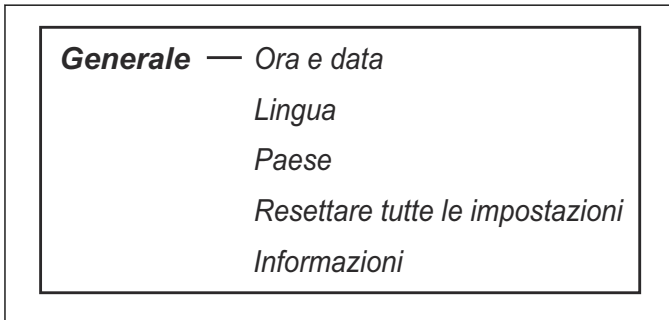 Generale — Ora e data
Lingua
Paese
Resettare tutte le impostazioni
Informazioni